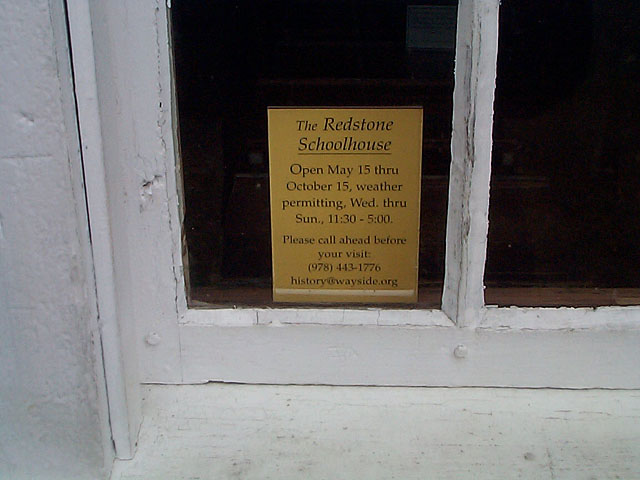 The Redstone
Schoolhouse
Open May 15 thru
October 15, weather
permitting, Wed. thru
Sun., 11:30 - 5:00.
Please call ahead before
your visit:
(978) 443-1776
history@wayside.org